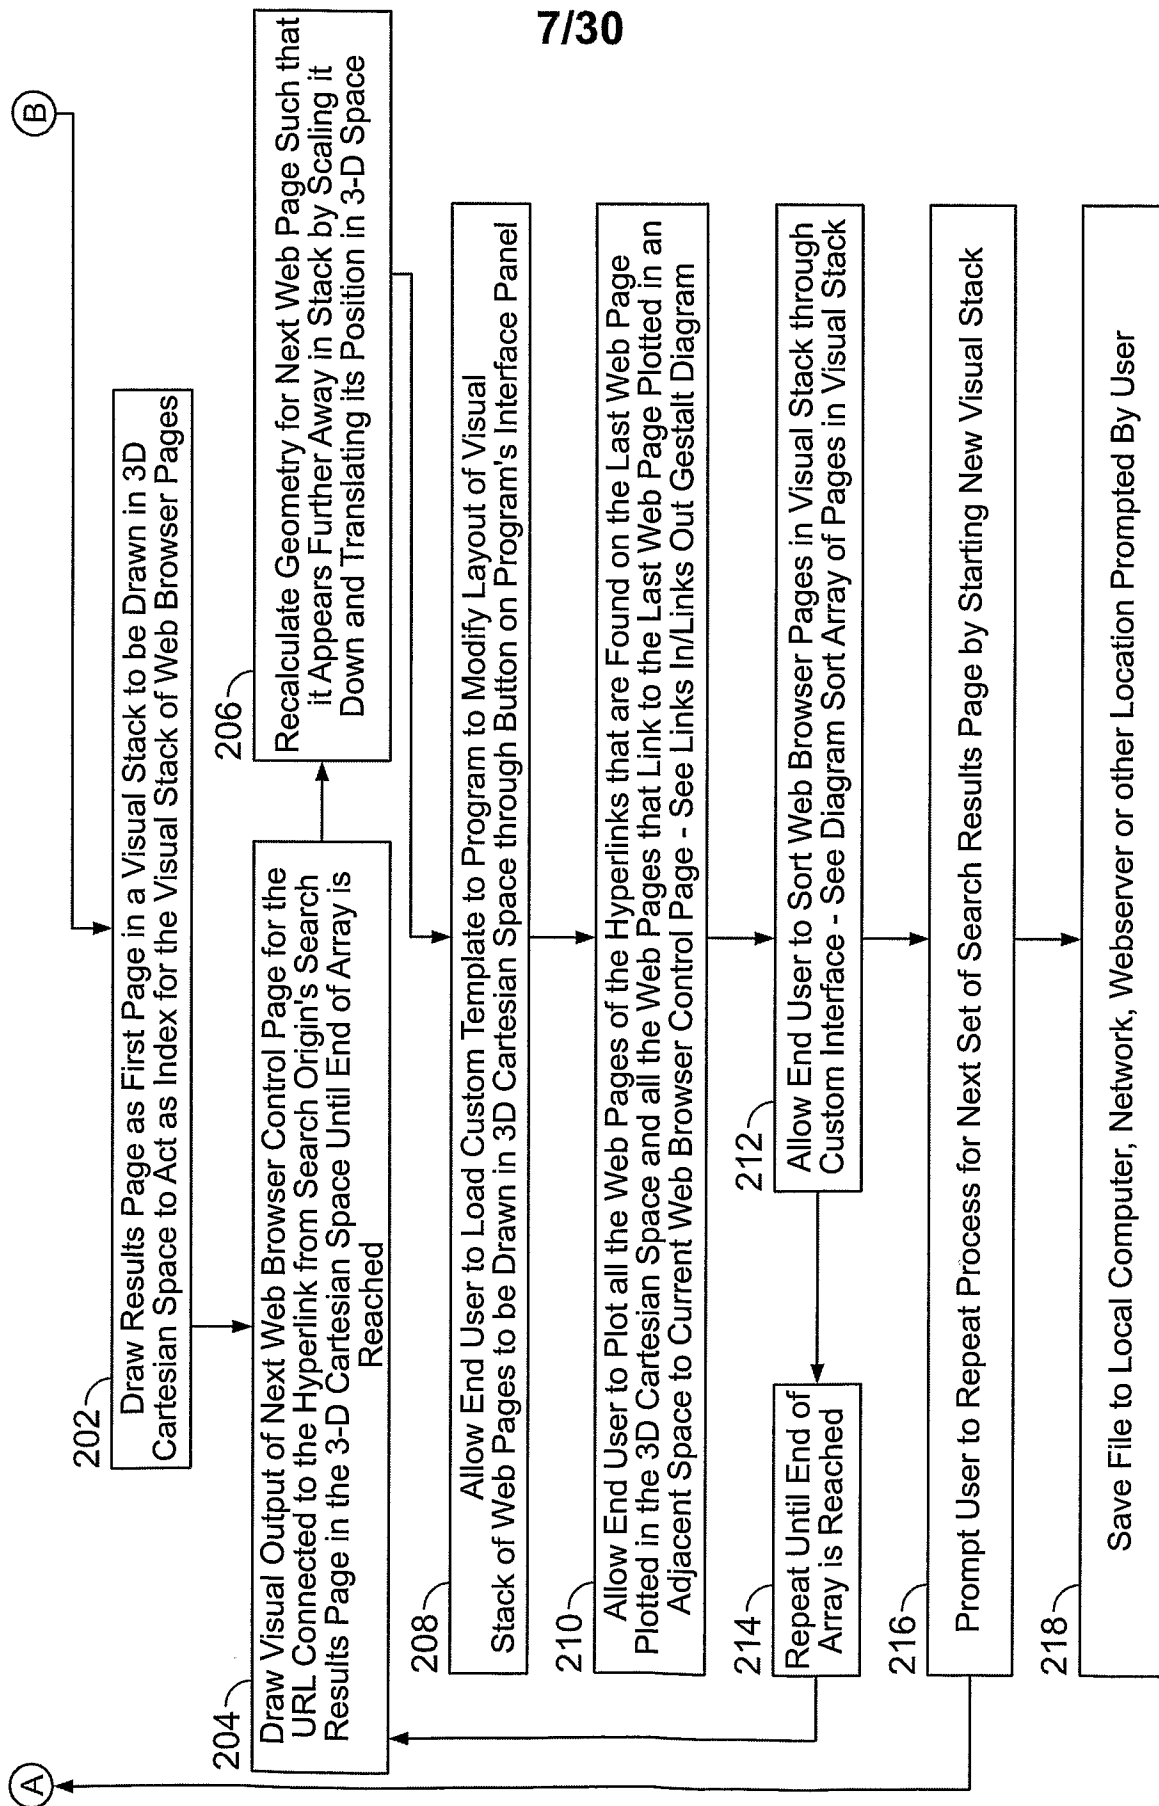 7/30
B
202
Draw Results Page as First Page in a Visual Stack to be Drawn in 3D
Cartesian Space to Act as Index for the Visual Stack of Web Browser Pages
204
Draw Visual Output of Next Web Browser Control Page for the
URL Connected to the Hyperlink from Search Origin's Search
Results Page in the 3-D Cartesian Space Until End of Array is
Reached
206
Recalculate Geometry for Next Web Page Such that
it Appears Further Away in Stack by Scaling it
Down and Translating its Position in 3-D Space
208
Allow End User to Load Custom Template to Program to Modify Layout of Visual
Stack of Web Pages to be Drawn in 3D Cartesian Space through Button on Program's Interface Panel
210
Allow End User to Plot all the Web Pages of the Hyperlinks that are Found on the Last Web Page
Plotted in the 3D Cartesian Space and all the Web Pages that Link to the Last Web Page Plotted in an
Adjacent Space to Current Web Browser Control Page - See Links In/Links Out Gestalt Diagram
212
Allow End User to Sort Web Browser Pages in Visual Stack through
Custom Interface - See Diagram Sort Array of Pages in Visual Stack
214
Repeat Until End of
Array is Reached
216
Prompt User to Repeat Process for Next Set of Search Results Page by Starting New Visual Stack
218
Save File to Local Computer, Network, Webserver or other Location Prompted By User
A